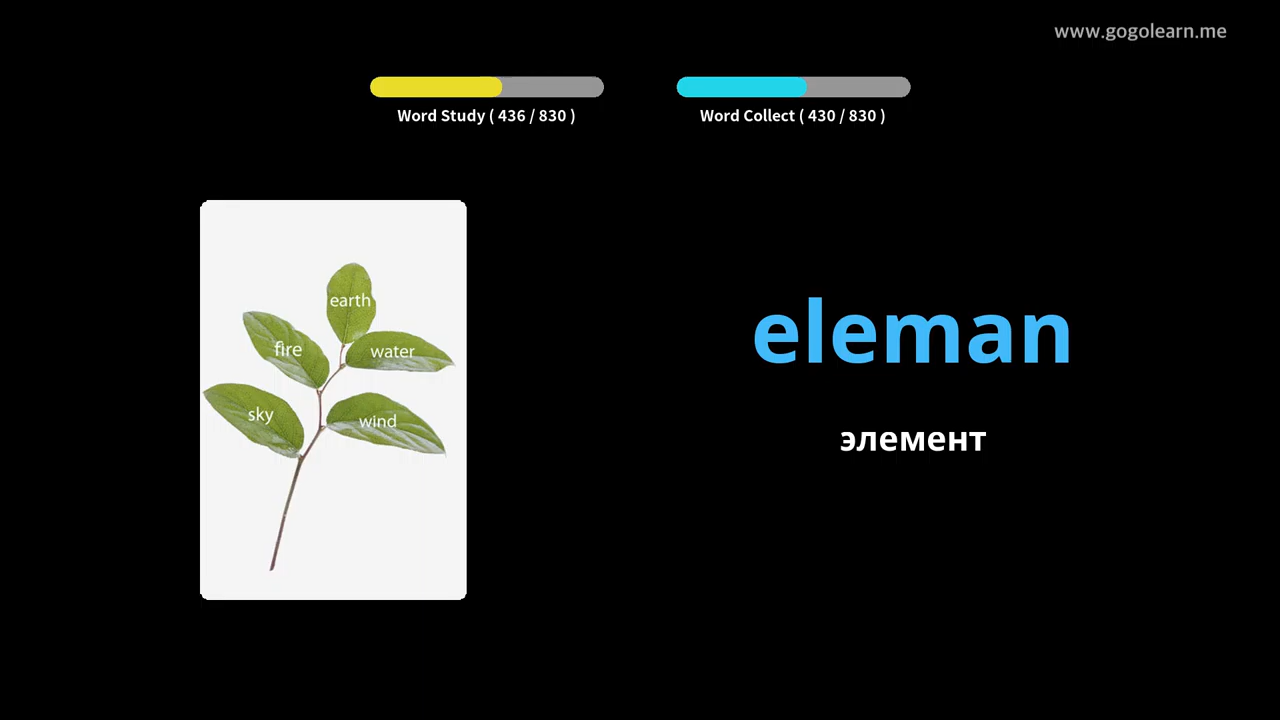 www.gogolearn.me
Word Study ( 436 / 830 )
Word Collect ( 430 / 830 )
earth
fire
water
sky
wind
eleman
элемент